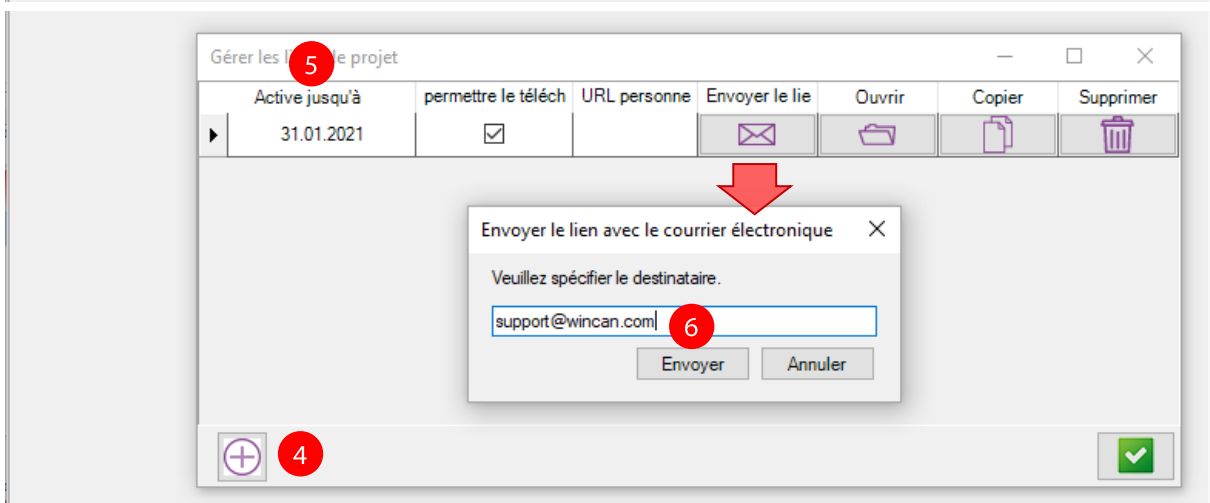 Gérer les li e projet
5
Active jusqu'à permettre le téléch URL personne Envoyer le lie Ouvrir Copier Supprimer
31.01.2021
Envoyer le lien avec le courrier électronique
Veuillez spécifier le destinataire.
support@wincan.com
6
Envoyer Annuler
4